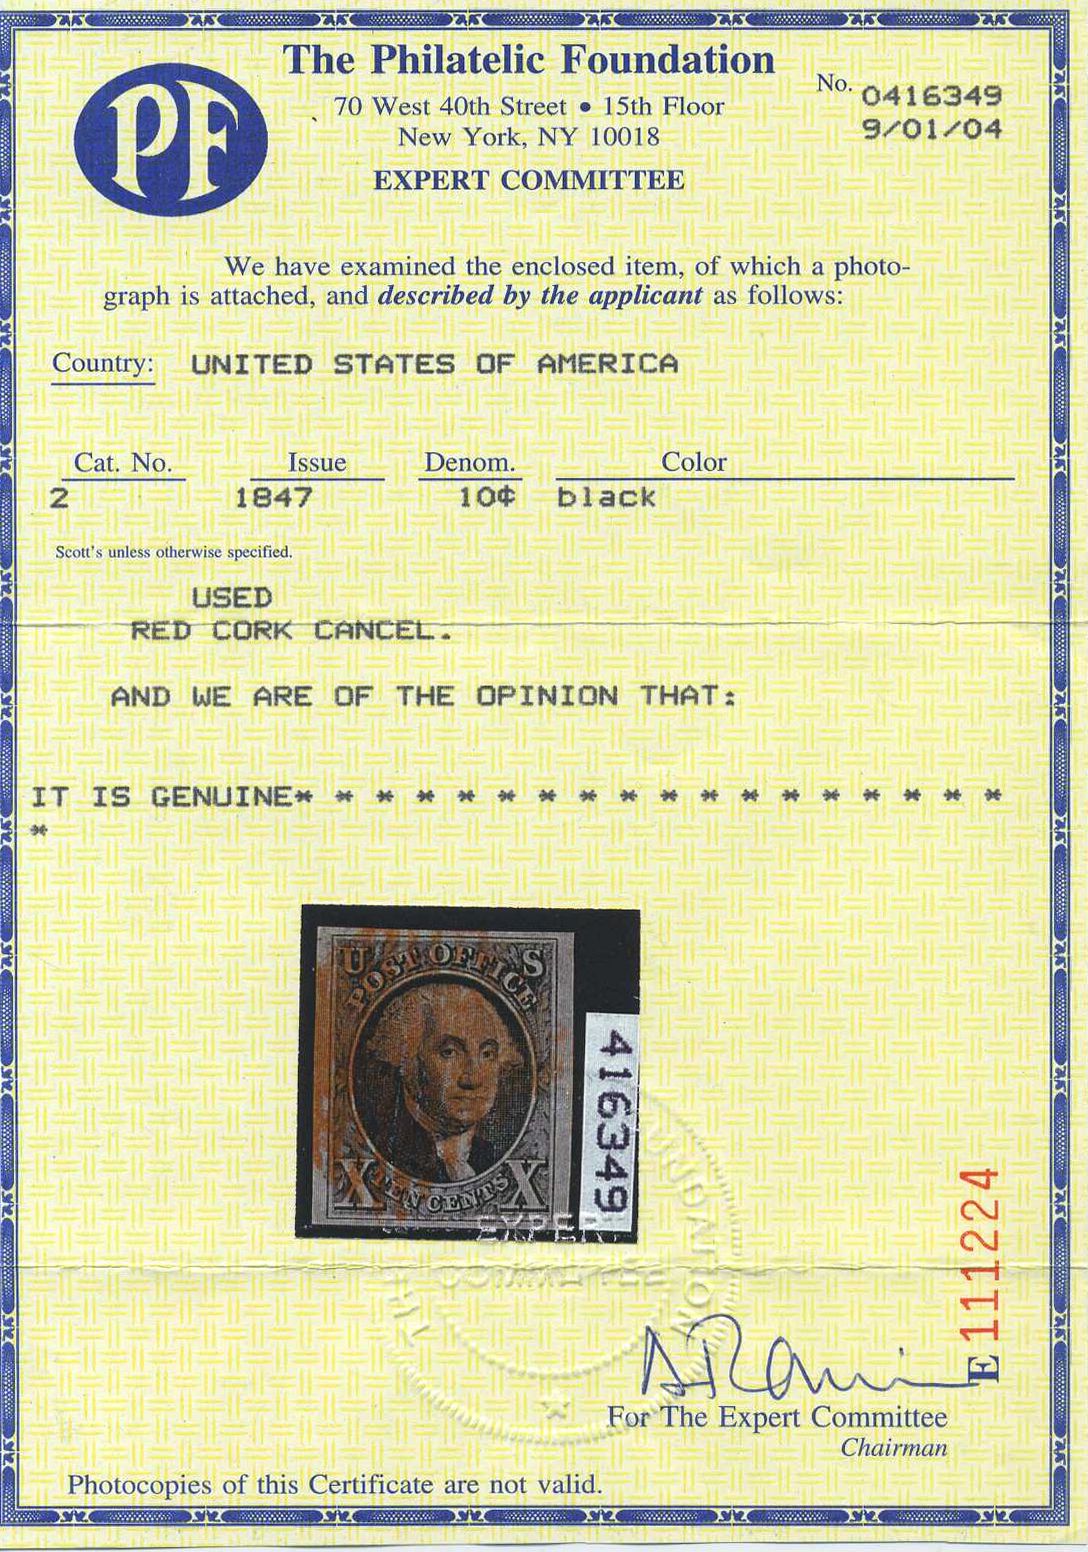 PF
The Philatelic Foundation
70 West 40th Street • 15th Floor
New York, NY 10018
EXPERT COMMITTEE
No. 0416349
9/01/04
We have examined the enclosed item, of which a photo-
graph is attached, and described by the applicant as follows:
Country: UNITED STATES OF AMERICA
Cat. No. Issue Denom. Color
2 1847 10¢ black
Scott's unless otherwise specified.
USED
RED CORK CANCEL.
AND WE ARE OF THE OPINION THAT:
IT IS GENUINE* * * * * * * * * * * * * * * * * *
*
U S
POST OFFICE
X TEN CENTS X
416349
EXPERT
COMMITTEE
FOUNDATION
E 111224
For The Expert Committee
Chairman
Photocopies of this Certificate are not valid.